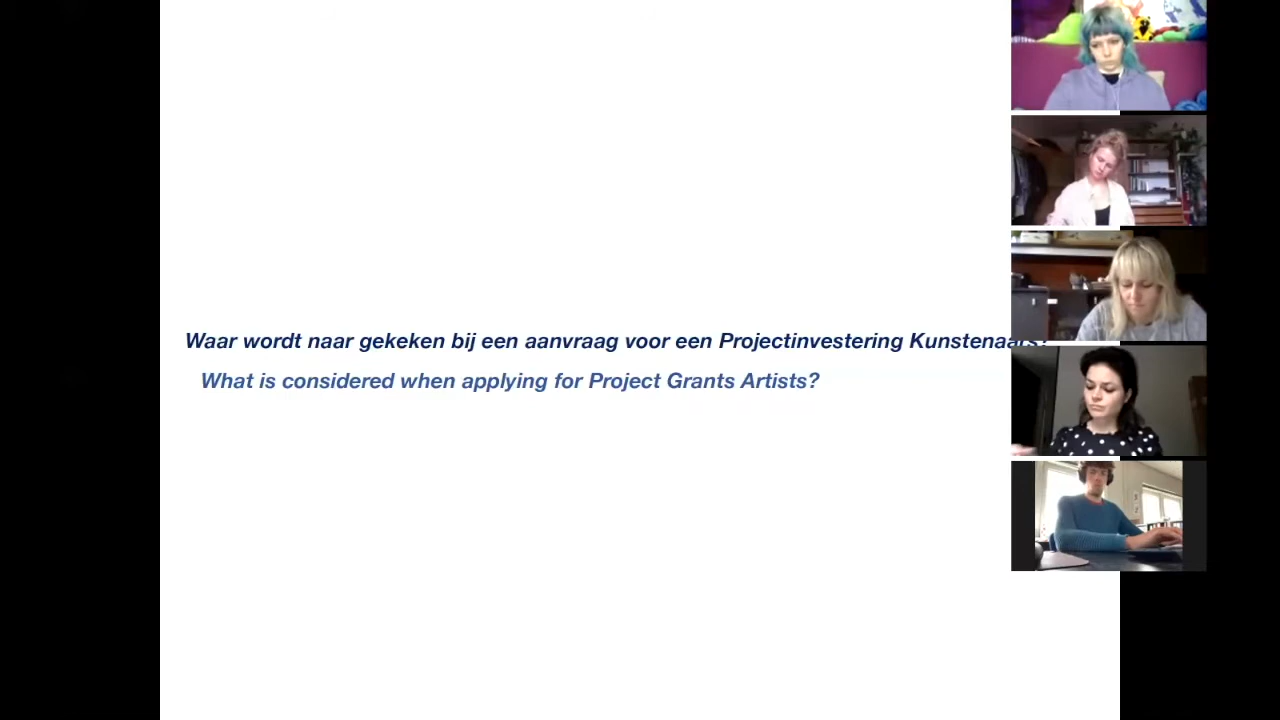 Waar wordt naar gekeken bij een aanvraag voor een Projectinvestering Kunstenaars?
What is considered when applying for Project Grants Artists?